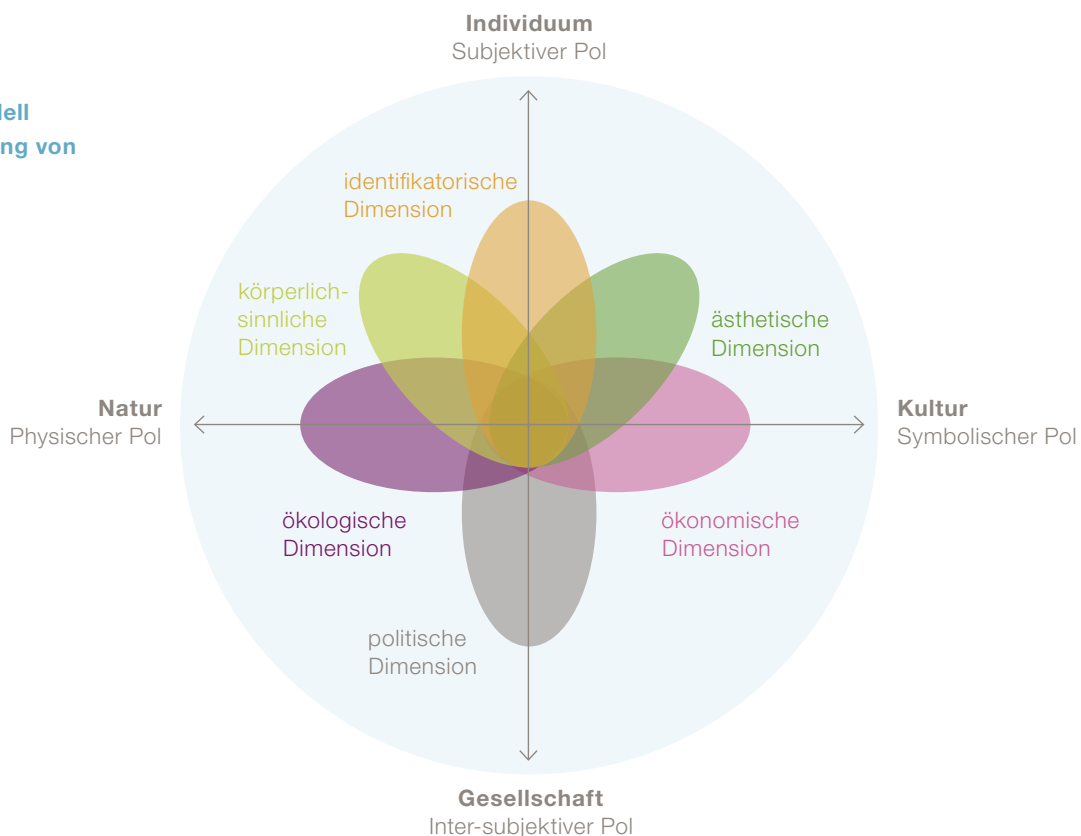 Individuum
Subjektiver Pol
ell
ng von
identifikatorische
Dimension
körperlich-
sinnliche
Dimension
ästhetische
Dimension
Natur
Physischer Pol
Kultur
Symbolischer Pol
ökologische
Dimension
ökonomische
Dimension
politische
Dimension
Gesellschaft
Inter-subjektiver Pol